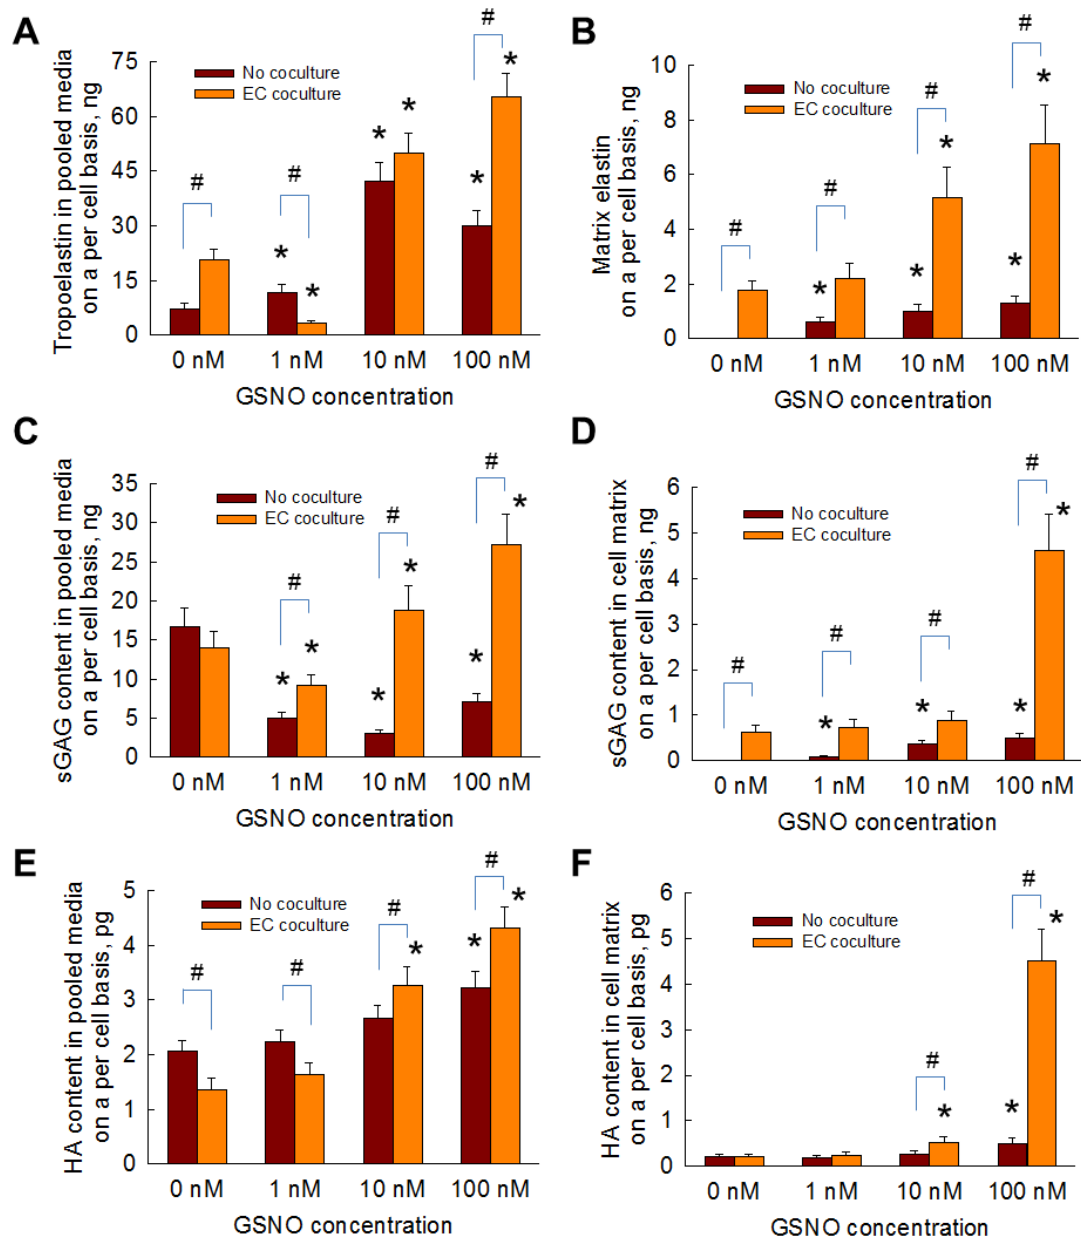 A
Tropoelastin in pooled media
on a per cell basis, ng
75
60
45
30
15
0
No coculture
EC coculture
#
#
#
*
*
*
*
*
*
0 nM
1 nM
10 nM
100 nM
GSNO concentration
B
Matrix elastin
on a per cell basis, ng
10
8
6
4
2
0
No coculture
EC coculture
#
#
#
#
*
*
*
*
*
0 nM
1 nM
10 nM
100 nM
GSNO concentration
C
sGAG content in pooled media
on a per cell basis, ng
35
30
25
20
15
10
5
0
No coculture
EC coculture
#
#
#
*
*
*
*
*
*
0 nM
1 nM
10 nM
100 nM
GSNO concentration
D
sGAG content in cell matrix
on a per cell basis, ng
6
5
4
3
2
1
0
No coculture
EC coculture
#
#
#
#
*
*
*
*
0 nM
1 nM
10 nM
100 nM
GSNO concentration
E
HA content in pooled media
on a per cell basis, pg
5
4
3
2
1
0
No coculture
EC coculture
#
#
#
#
*
*
*
0 nM
1 nM
10 nM
100 nM
GSNO concentration
F
HA content in cell matrix
on a per cell basis, pg
6
5
4
3
2
1
0
No coculture
EC coculture
#
#
*
*
*
0 nM
1 nM
10 nM
100 nM
GSNO concentration